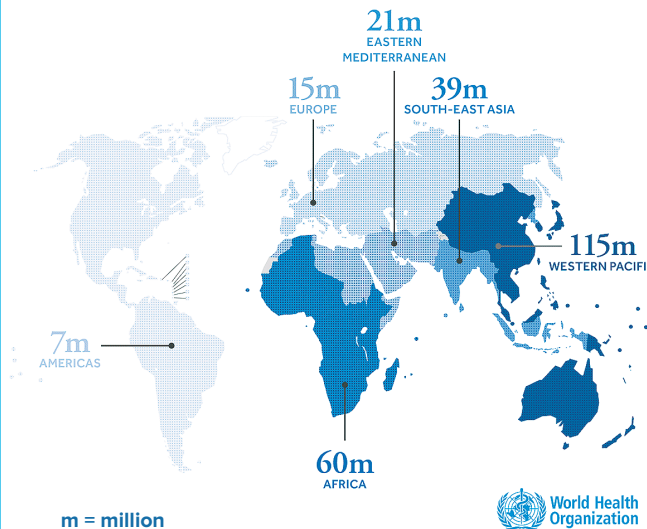 21m
EASTERN
MEDITERRANEAN
15m
EUROPE
39m
SOUTH-EAST ASIA
115m
WESTERN PACIFI
7m
AMERICAS
60m
AFRICA
m = million
World Health
Organization